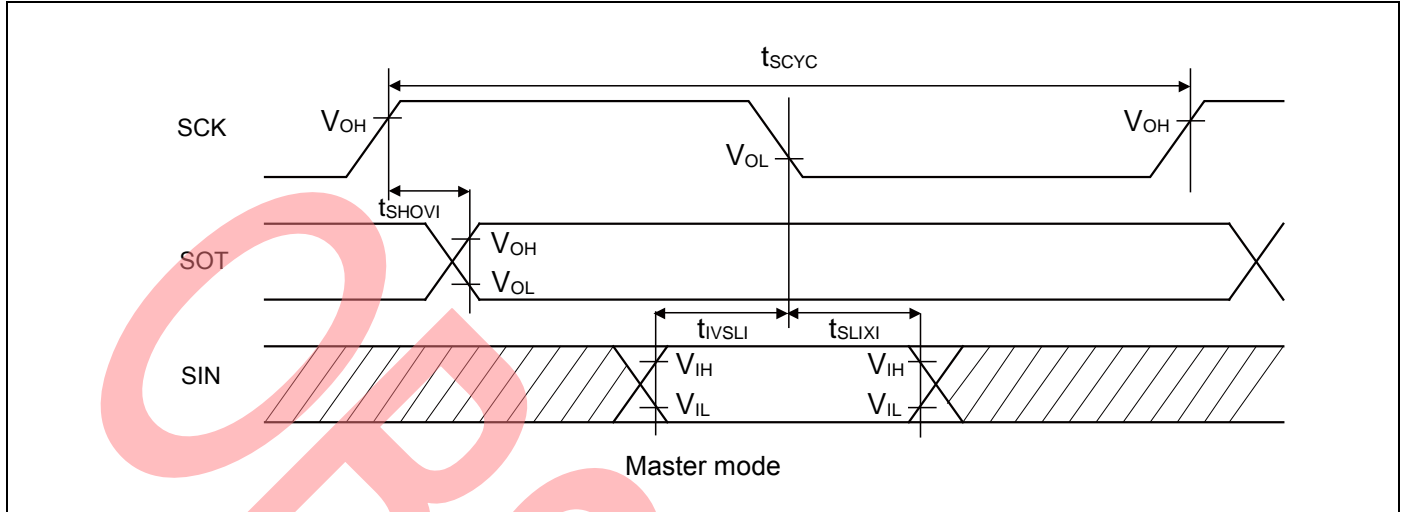 tSCYC
SCK
VOH
VOL
VOH
tSHOVI
SOT
VOH
VOL
tIVSLI
tSLIXI
SIN
VIH
VIL
VIH
VIL
Master mode